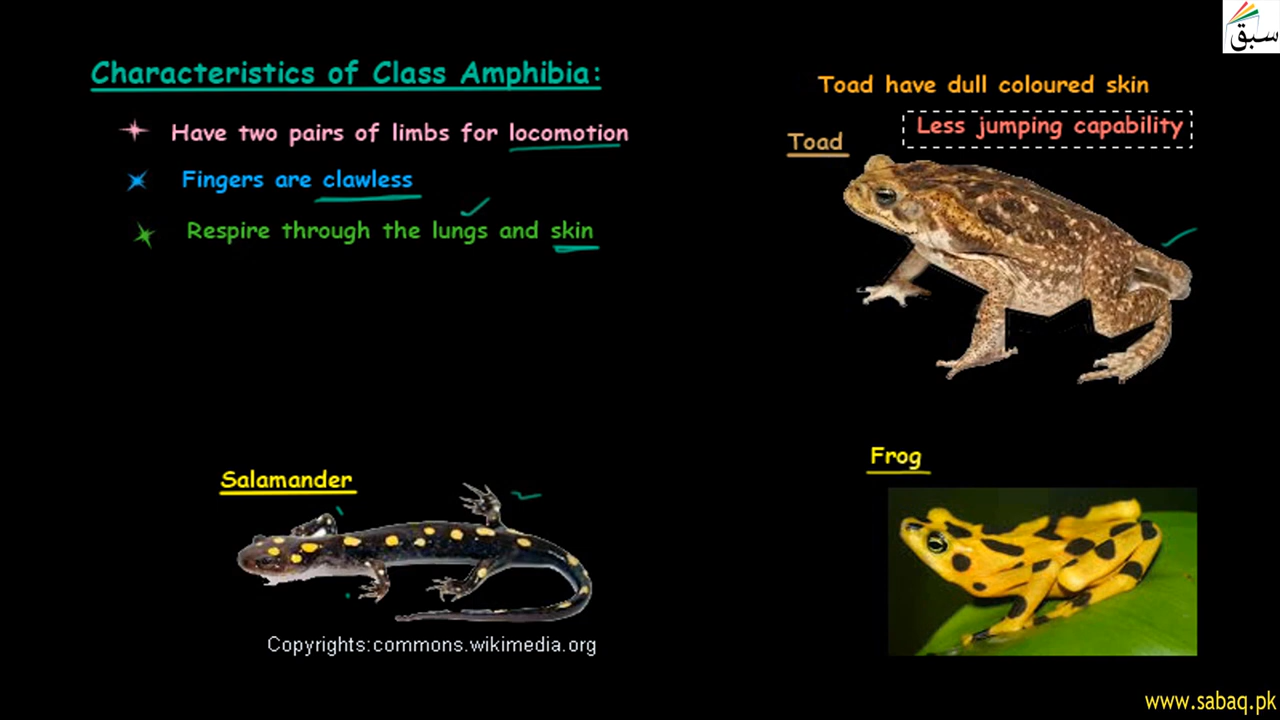 سبق
Characteristics of Class Amphibia:
Have two pairs of limbs for locomotion
Fingers are clawless
Respire through the lungs and skin
Toad have dull coloured skin
Less jumping capability
Toad
Salamander
Copyrights:commons.wikimedia.org
Frog
www.sabaq.pk